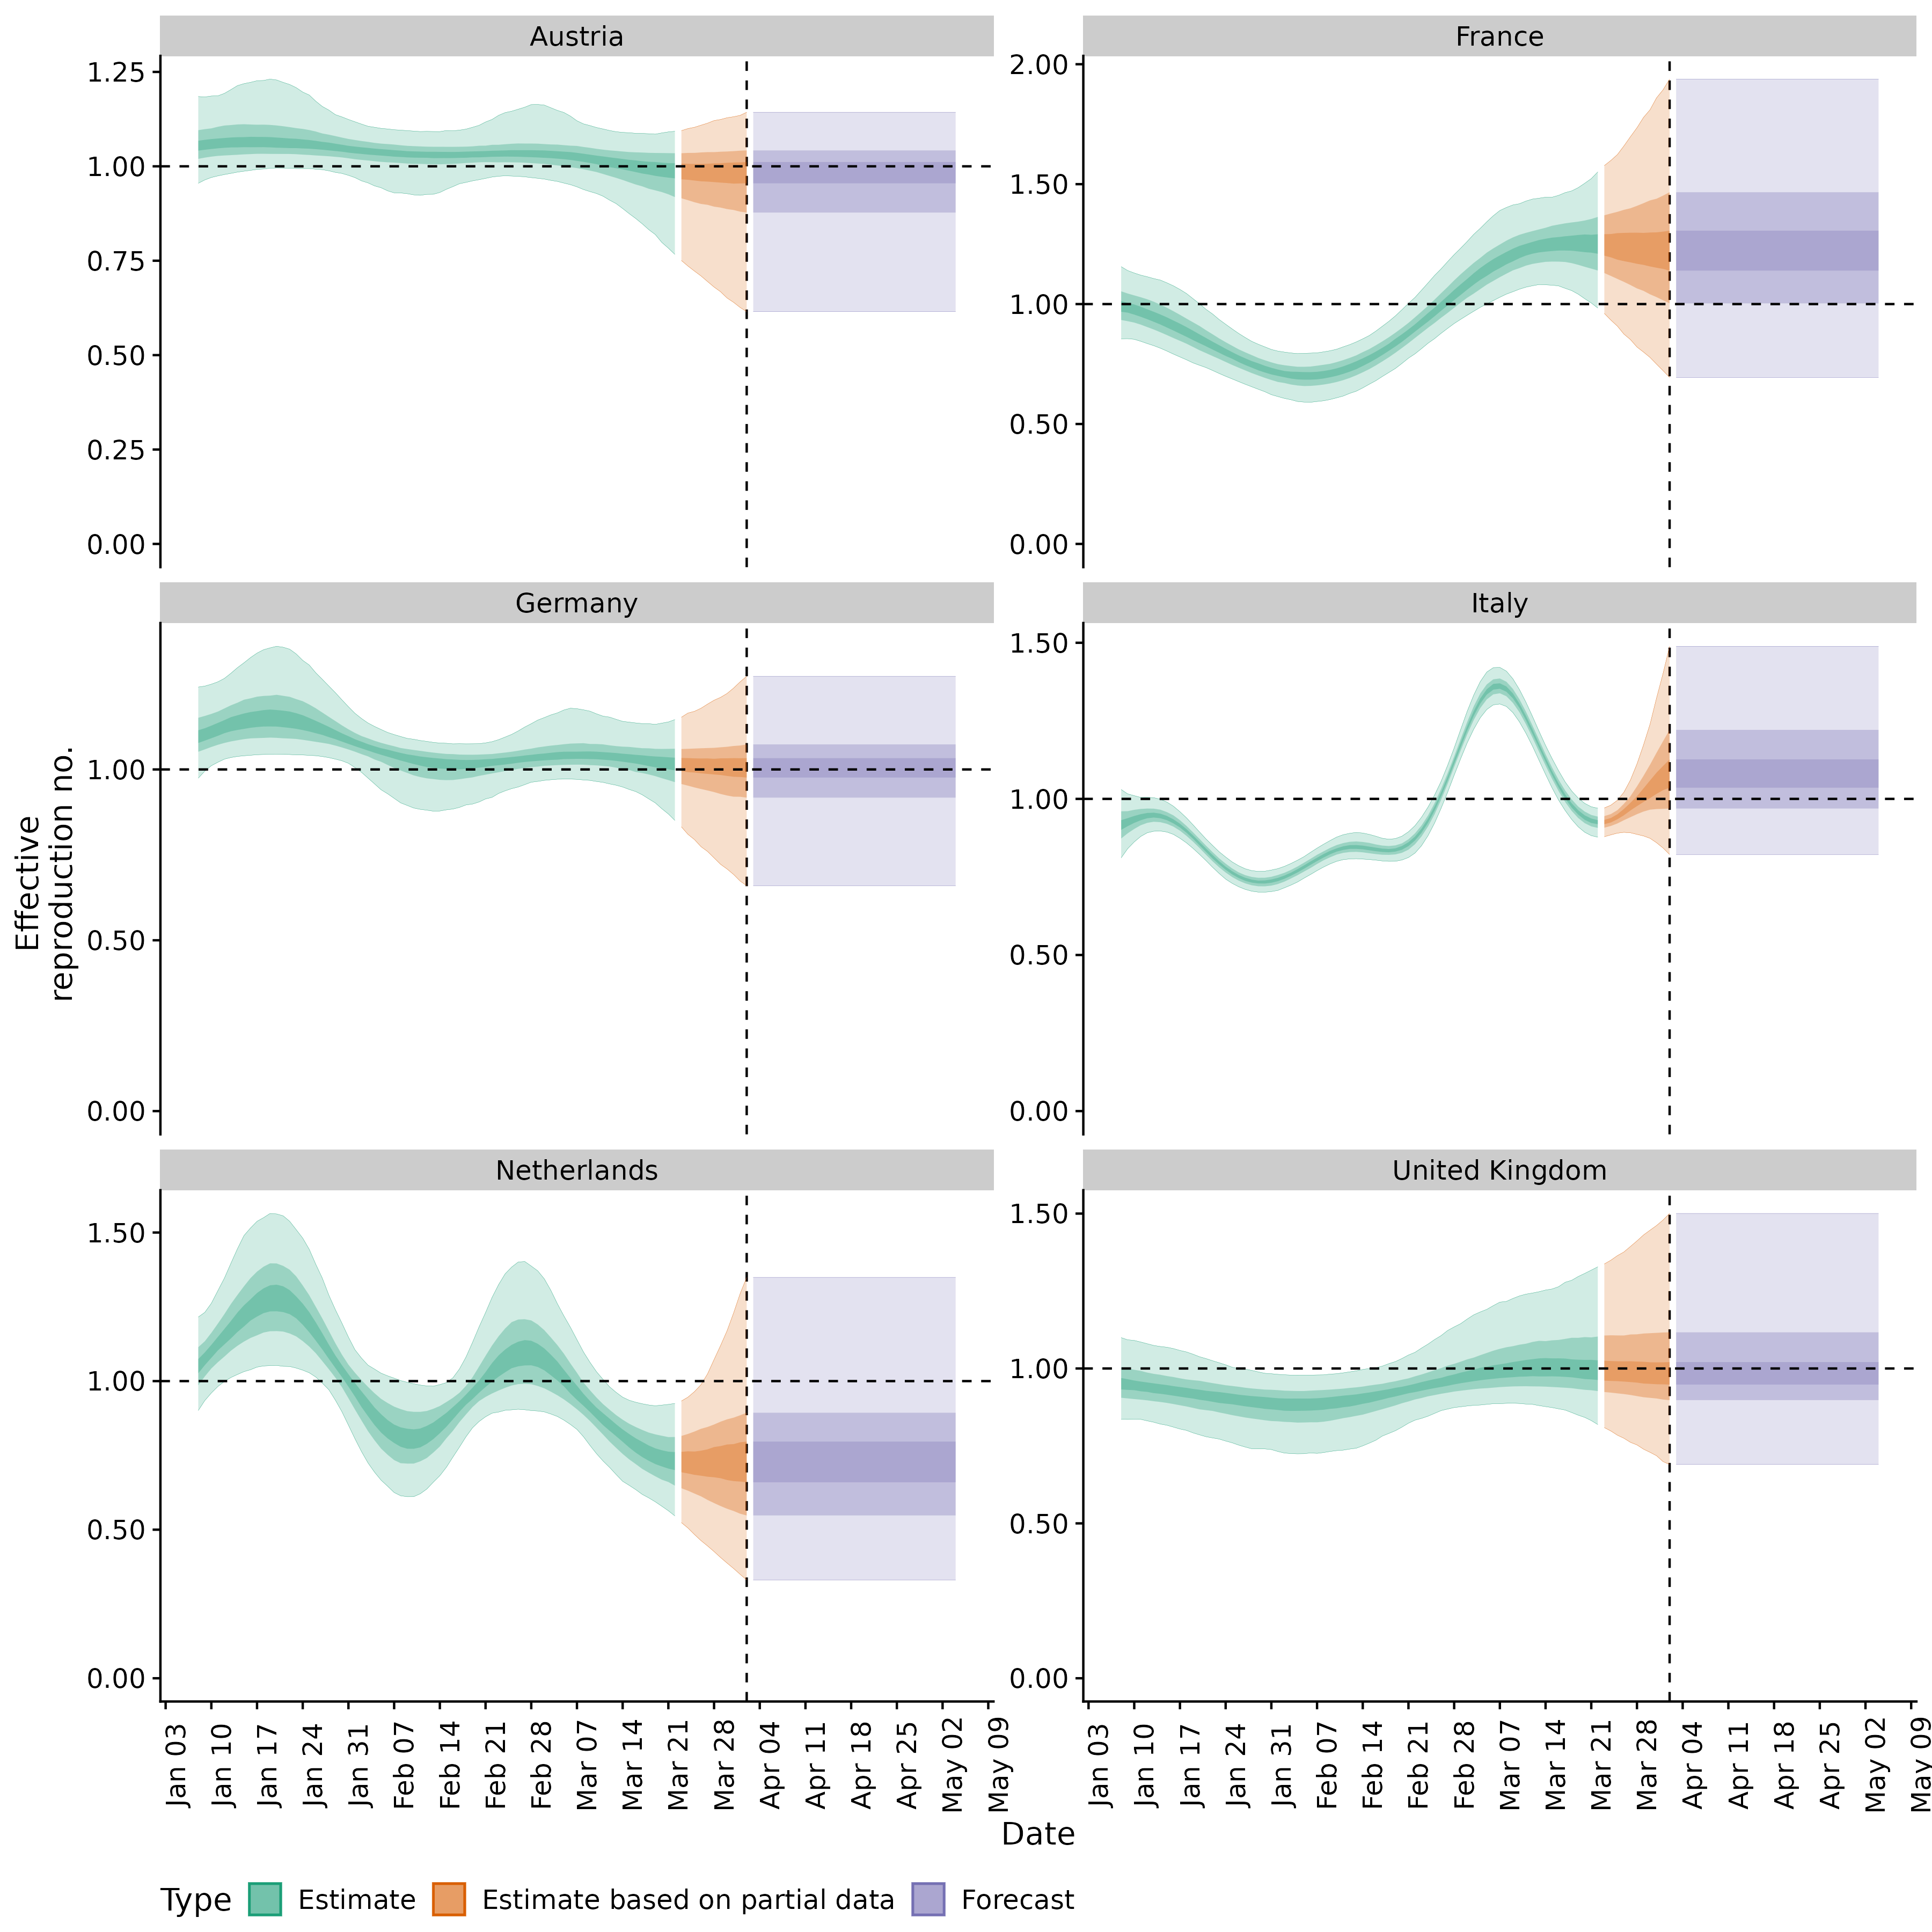 Austria
France
1.25
1.00
0.75
0.50
0.25
0.00
2.00
1.50
1.00
0.50
0.00
Germany
Italy
1.00
0.50
0.00
1.50
1.00
0.50
0.00
Effective
reproduction no.
Netherlands
United Kingdom
1.50
1.00
0.50
0.00
1.50
1.00
0.50
0.00
Jan 03
Jan 10
Jan 17
Jan 24
Jan 31
Feb 07
Feb 14
Feb 21
Feb 28
Mar 07
Mar 14
Mar 21
Mar 28
Apr 04
Apr 11
Apr 18
Apr 25
May 02
May 09
Jan 03
Jan 10
Jan 17
Jan 24
Jan 31
Feb 07
Feb 14
Feb 21
Feb 28
Mar 07
Mar 14
Mar 21
Mar 28
Apr 04
Apr 11
Apr 18
Apr 25
May 02
May 09
Date
Type Estimate Estimate based on partial data Forecast